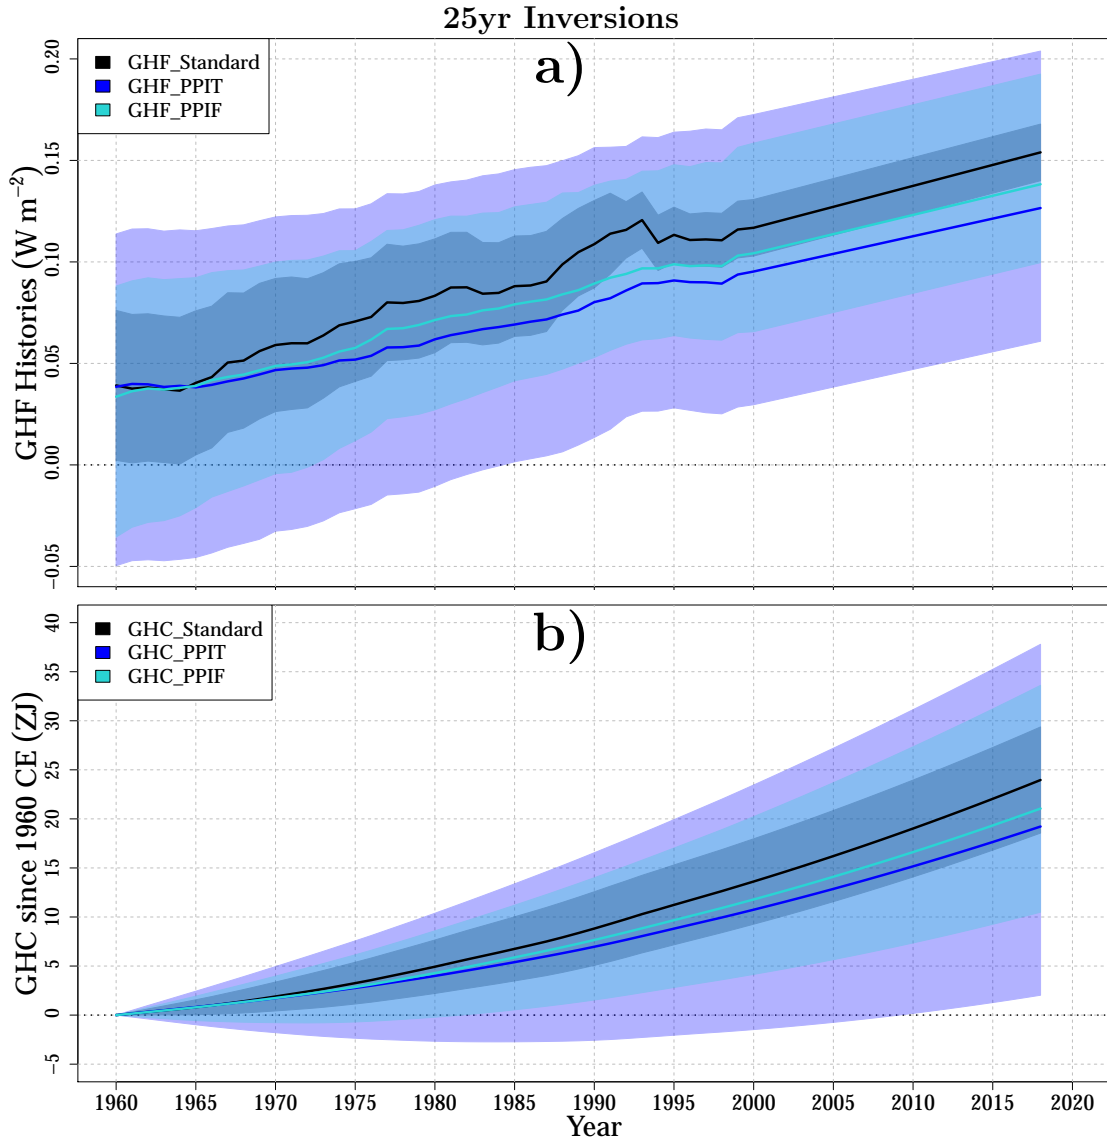 25yr Inversions
a)
GHF_Standard
GHF_PPIT
GHF_PPIF
GHF Histories (W m⁻²)
0.20
0.15
0.10
0.05
0.00
−0.05
b)
GHC_Standard
GHC_PPIT
GHC_PPIF
GHC since 1960 CE (ZJ)
40
35
30
25
20
15
10
5
0
−5
1960 1965 1970 1975 1980 1985 1990 1995 2000 2005 2010 2015 2020
Year